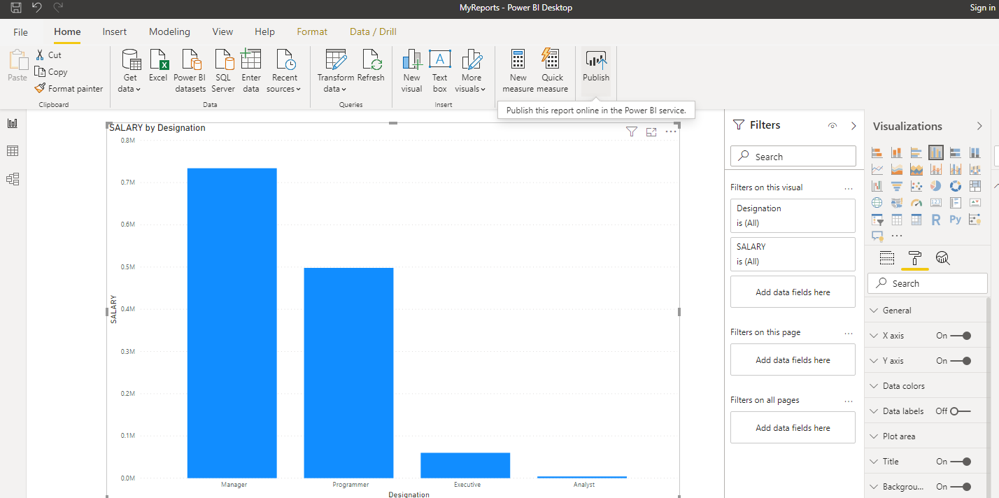 MyReports - Power BI Desktop
Sign in
File Home Insert Modeling View Help Format Data / Drill
Paste
Cut
Copy
Format painter
Clipboard
Get data
Excel
Power BI datasets
SQL Server
Enter data
Recent sources
Data
Transform data
Refresh
Queries
New visual
Text box
More visuals
Insert
New measure
Quick measure
Publish
Publish this report online in the Power BI service.
SALARY by Designation
0.8M
0.7M
0.6M
0.5M
0.4M
0.3M
0.2M
0.1M
0.0M
SALARY
Manager Programmer Executive Analyst
Designation
Filters
Search
Filters on this visual ...
Designation
is (All)
SALARY
is (All)
Add data fields here
Filters on this page ...
Add data fields here
Filters on all pages ...
Add data fields here
Visualizations
123
R Py
...
Search
General
X axis On
Y axis On
Data colors
Data labels Off
Plot area
Title On
Backgrou... On